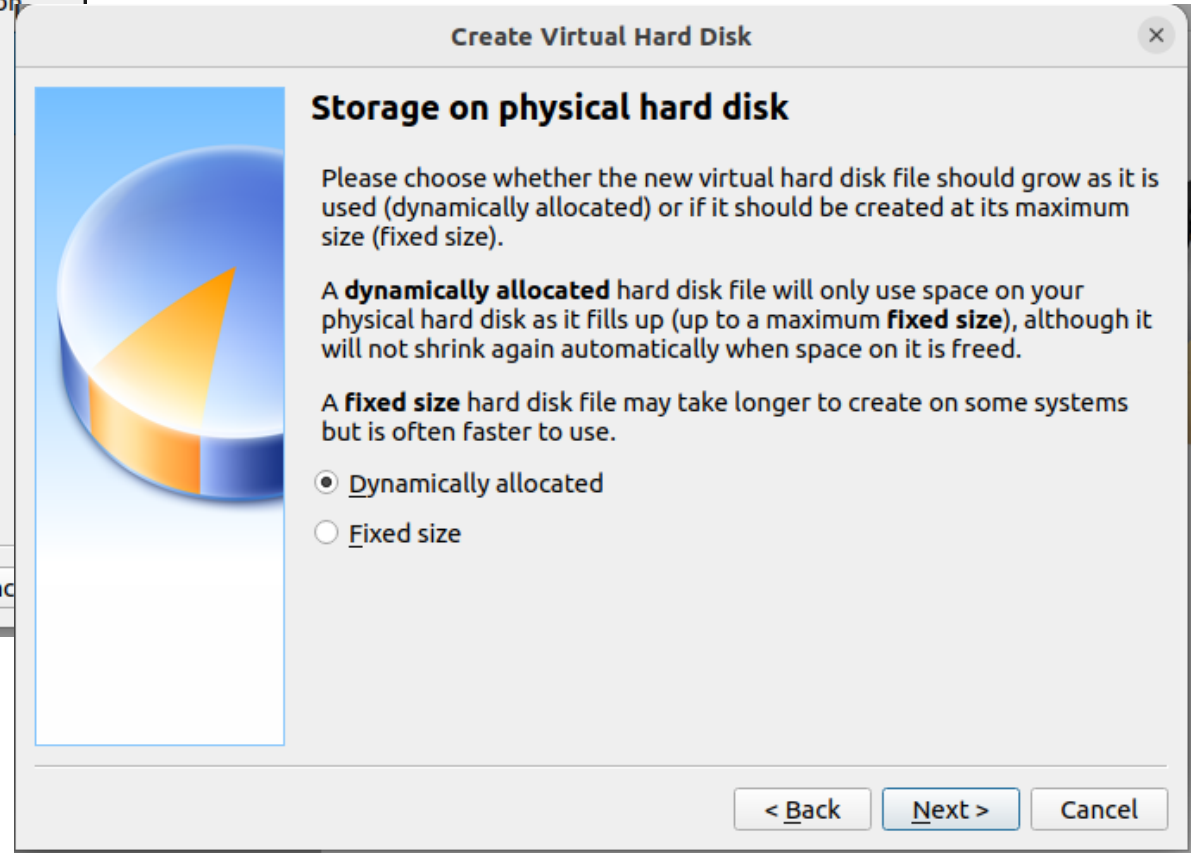 Create Virtual Hard Disk
Storage on physical hard disk
Please choose whether the new virtual hard disk file should grow as it is
used (dynamically allocated) or if it should be created at its maximum
size (fixed size).
A dynamically allocated hard disk file will only use space on your
physical hard disk as it fills up (up to a maximum fixed size), although it
will not shrink again automatically when space on it is freed.
A fixed size hard disk file may take longer to create on some systems
but is often faster to use.
Dynamically allocated
Fixed size
< Back
Next >
Cancel